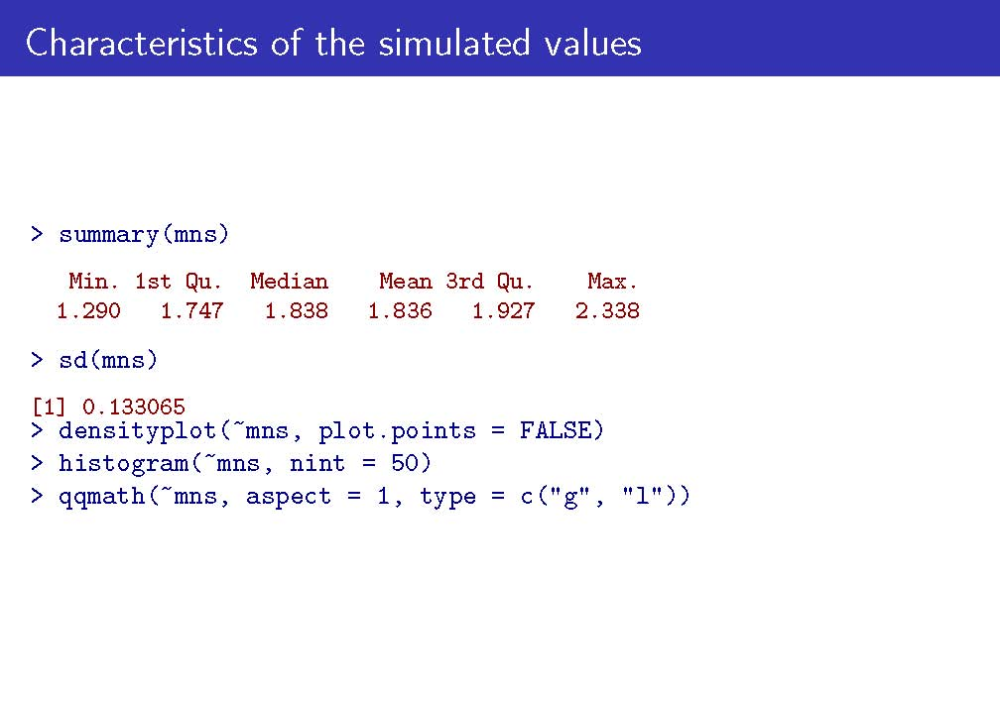 Characteristics of the simulated values
> summary(mns)
   Min. 1st Qu.  Median    Mean 3rd Qu.    Max.
  1.290   1.747   1.838   1.836   1.927   2.338
> sd(mns)
[1] 0.133065
> densityplot(~mns, plot.points = FALSE)
> histogram(~mns, nint = 50)
> qqmath(~mns, aspect = 1, type = c("g", "l"))